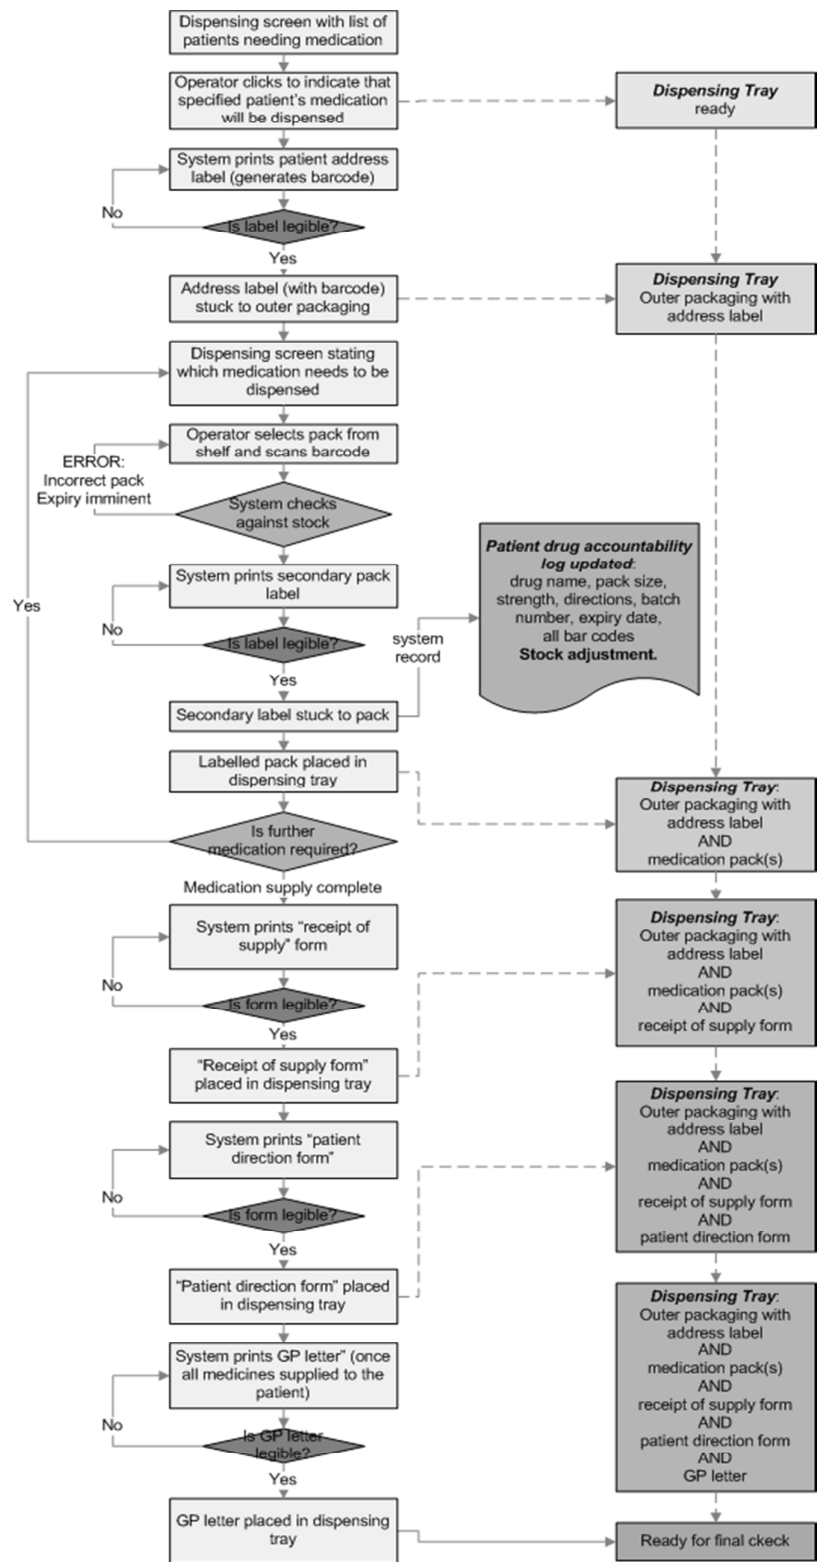 Dispensing screen with list of
patients needing medication
Operator clicks to indicate that
specified patient's medication
will be dispensed
Dispensing Tray
ready
System prints patient address
label (generates barcode)
No
Is label legible?
Yes
Address label (with barcode)
stuck to outer packaging
Dispensing Tray
Outer packaging with
address label
Dispensing screen stating
which medication needs to be
dispensed
Operator selects pack from
shelf and scans barcode
ERROR:
Incorrect pack
Expiry imminent
System checks
against stock
Patient drug accountability
log updated:
drug name, pack size,
strength, directions, batch
number, expiry date,
all bar codes
Stock adjustment.
System prints secondary pack
label
Yes
No
Is label legible?
system
record
Yes
Secondary label stuck to pack
Labelled pack placed in
dispensing tray
Dispensing Tray:
Outer packaging with
address label
AND
medication pack(s)
Is further
medication required?
Medication supply complete
System prints "receipt
of supply" form
No
Is form legible?
Yes
Dispensing Tray:
Outer packaging with
address label
AND
medication pack(s)
AND
receipt of supply form
"Receipt of supply form"
placed in dispensing tray
System prints "patient
direction form"
No
Is form legible?
Yes
Dispensing Tray:
Outer packaging with
address label
AND
medication pack(s)
AND
receipt of supply form
AND
patient direction form
"Patient direction form" placed
in dispensing tray
System prints GP letter" (once
all medicines supplied to the
patient)
No
Is GP letter
legible?
Yes
Dispensing Tray:
Outer packaging with
address label
AND
medication pack(s)
AND
receipt of supply form
AND
patient direction form
AND
GP letter
GP letter placed in dispensing
tray
Ready for final ckeck